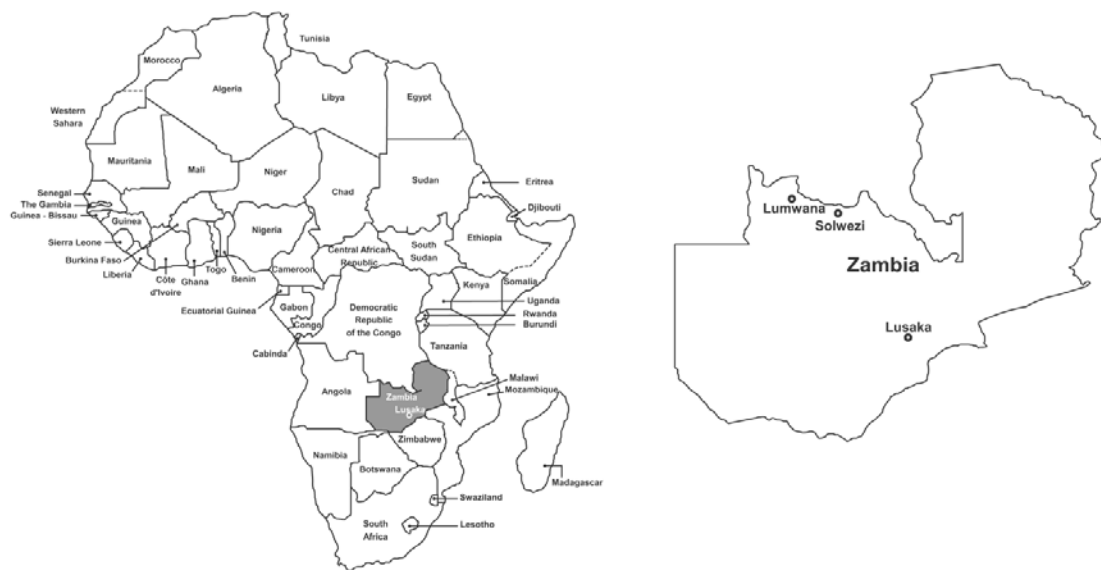 Tunisia
Morocco
Algeria
Libya
Egypt
Western
Sahara
Mauritania
Mali
Niger
Chad
Sudan
Eritrea
Senegal
The Gambia
Guinea - Bissau
Djibouti
Guinea
Nigeria
Ethiopia
Sierra Leone
Burkina Faso
Liberia
Côte
d'Ivoire
Ghana
Togo
Benin
Cameroon
Central African
Republic
South
Sudan
Somalia
Kenya
Equatorial Guinea
Gabon
Congo
Democratic
Republic
of the Congo
Uganda
Rwanda
Burundi
Cabinda
Tanzania
Angola
Malawi
Mozambique
Zambia
Lusaka
Zimbabwe
Namibia
Botswana
Madagascar
Swaziland
South
Africa
Lesotho
Lumwana
Solwezi
Zambia
Lusaka